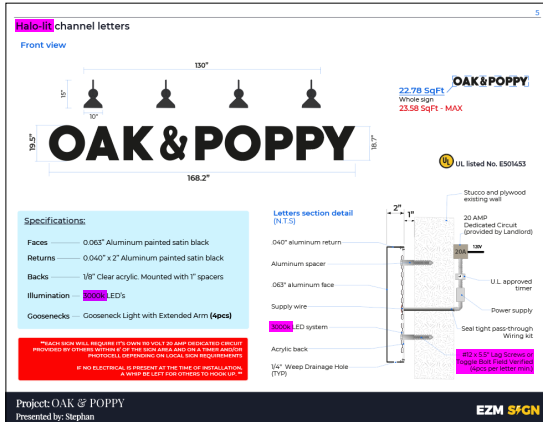 5
Halo-lit channel letters
Front view
130"
15"
10"
OAK & POPPY
19.5"
18.7"
168.2"
OAK & POPPY
22.78 SqFt
Whole sign
23.58 SqFt - MAX
UL listed No. E501453
Specifications:
Faces 0.063" Aluminum painted satin black
Returns 0.040" x 2" Aluminum painted satin black
Backs 1/8" Clear acrylic. Mounted with 1" spacers
Illumination 3000k LED's
Goosenecks Gooseneck Light with Extended Arm (4pcs)
**EACH SIGN WILL REQUIRE IT'S OWN 110 VOLT 20 AMP DEDICATED CIRCUIT
PROVIDED BY OTHERS WITHIN 6' OF THE SIGN AREA AND ON A TIMER AND/OR
PHOTOCELL DEPENDING ON LOCAL SIGN REQUIREMENTS
IF NO ELECTRICAL IS PRESENT AT THE TIME OF INSTALLATION,
A WHIP BE LEFT FOR OTHERS TO HOOK UP. **
Letters section detail
(N.T.S)
2"
1"
.040" aluminum return
Aluminum spacer
.063" aluminum face
Supply wire
3000k LED system
Acrylic back
1/4" Weep Drainage Hole
(TYP)
Stucco and plywood
existing wall
20 AMP
Dedicated Circuit
(provided by Landlord)
20A
120V
U.L. approved
timer
Power supply
Seal tight pass-through
Wiring kit
#12 x 5.5" Lag Screws or
Toggle Bolt Field Verified
(4pcs per letter min.)
Project: OAK & POPPY
Presented by: Stephan
EZM SIGN